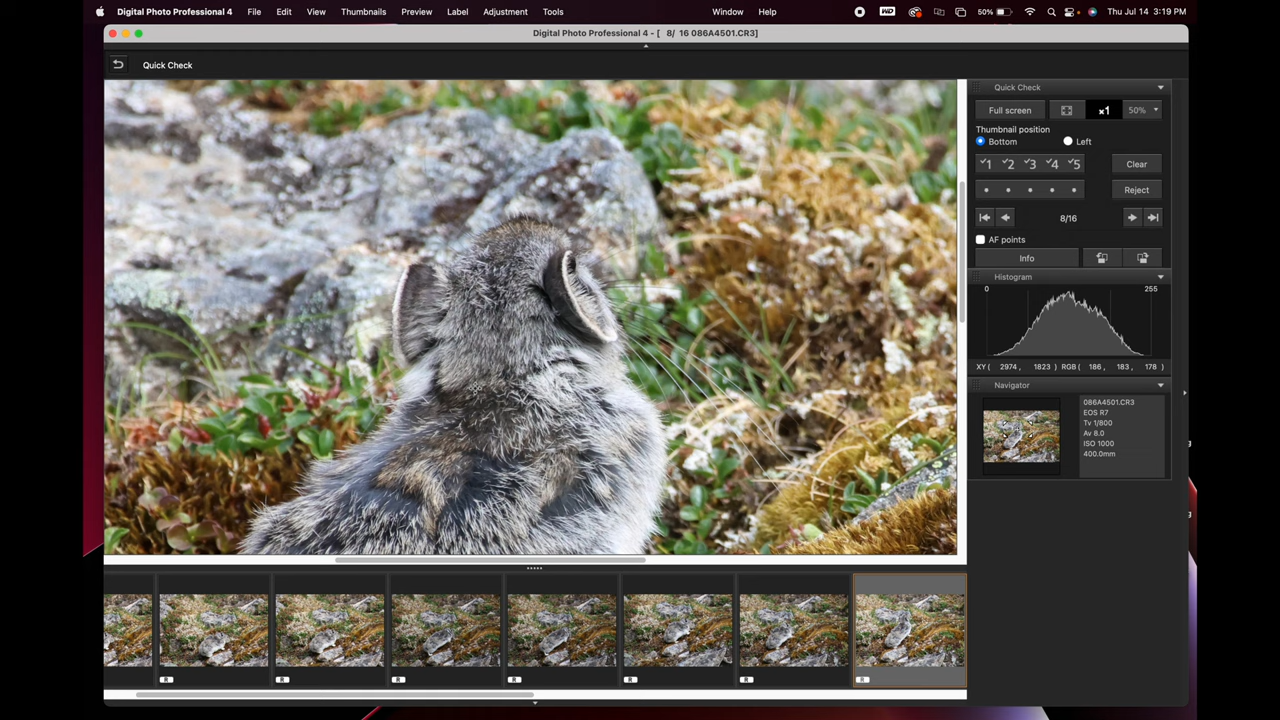 Digital Photo Professional 4 File Edit View Thumbnails Preview Label Adjustment Tools Window Help WD 50% Thu Jul 14 3:19 PM
Digital Photo Professional 4 - [ 8/ 16 086A4501.CR3]
Quick Check
Quick Check
Full screen ×1 50%
Thumbnail position
Bottom Left
1 2 3 4 5 Clear
Reject
8/16
AF points
Info
Histogram
0 255
XY( 2974, 1823 ) RGB( 186, 183, 178 )
Navigator
086A4501.CR3
EOS R7
Tv 1/800
Av 8.0
ISO 1000
400.0mm
g
g
R R R R R R R